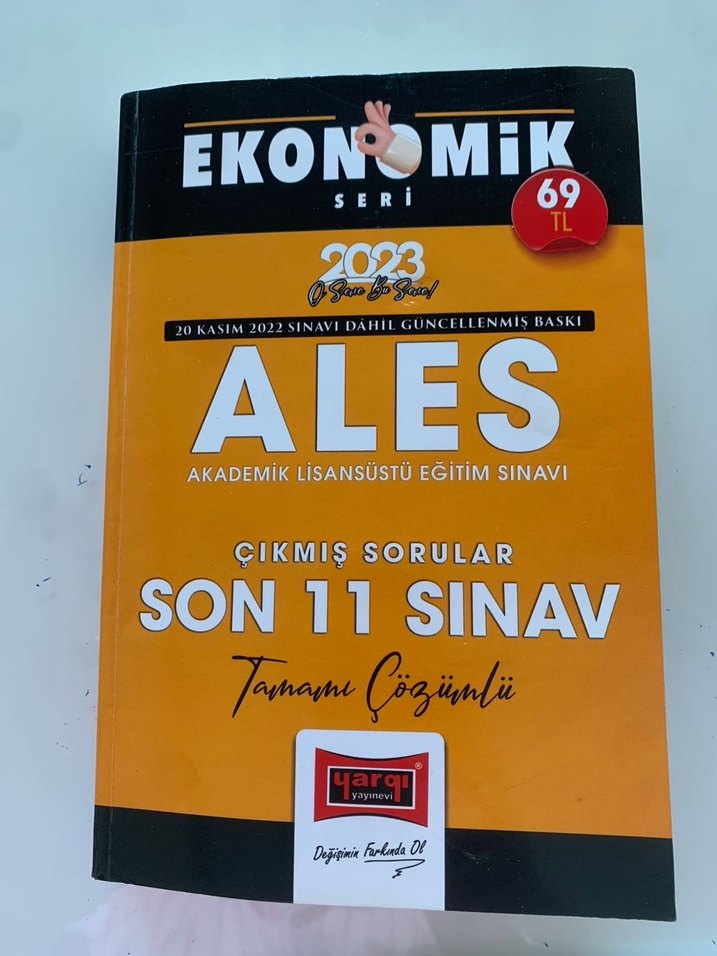 EKONOMİK
SERİ
69
TL
2023
O Sene Bu Sene!
20 KASIM 2022 SINAVI DÂHİL GÜNCELLENMİŞ BASKI
ALES
AKADEMİK LİSANSÜSTÜ EĞİTİM SINAVI
ÇIKMIŞ SORULAR
SON 11 SINAV
Tamamı Çözümlü
yargı
yayınevi
®
Değişimin Farkında Ol